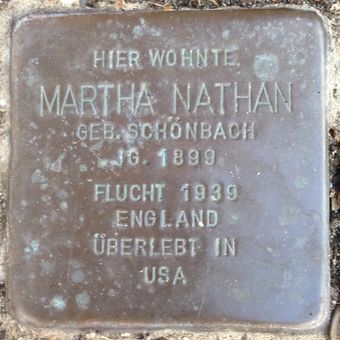 HIER WOHNTE
MARTHA NATHAN
GEB. SCHÖNBACH
JG. 1899
FLUCHT 1939
ENGLAND
ÜBERLEBT IN
USA